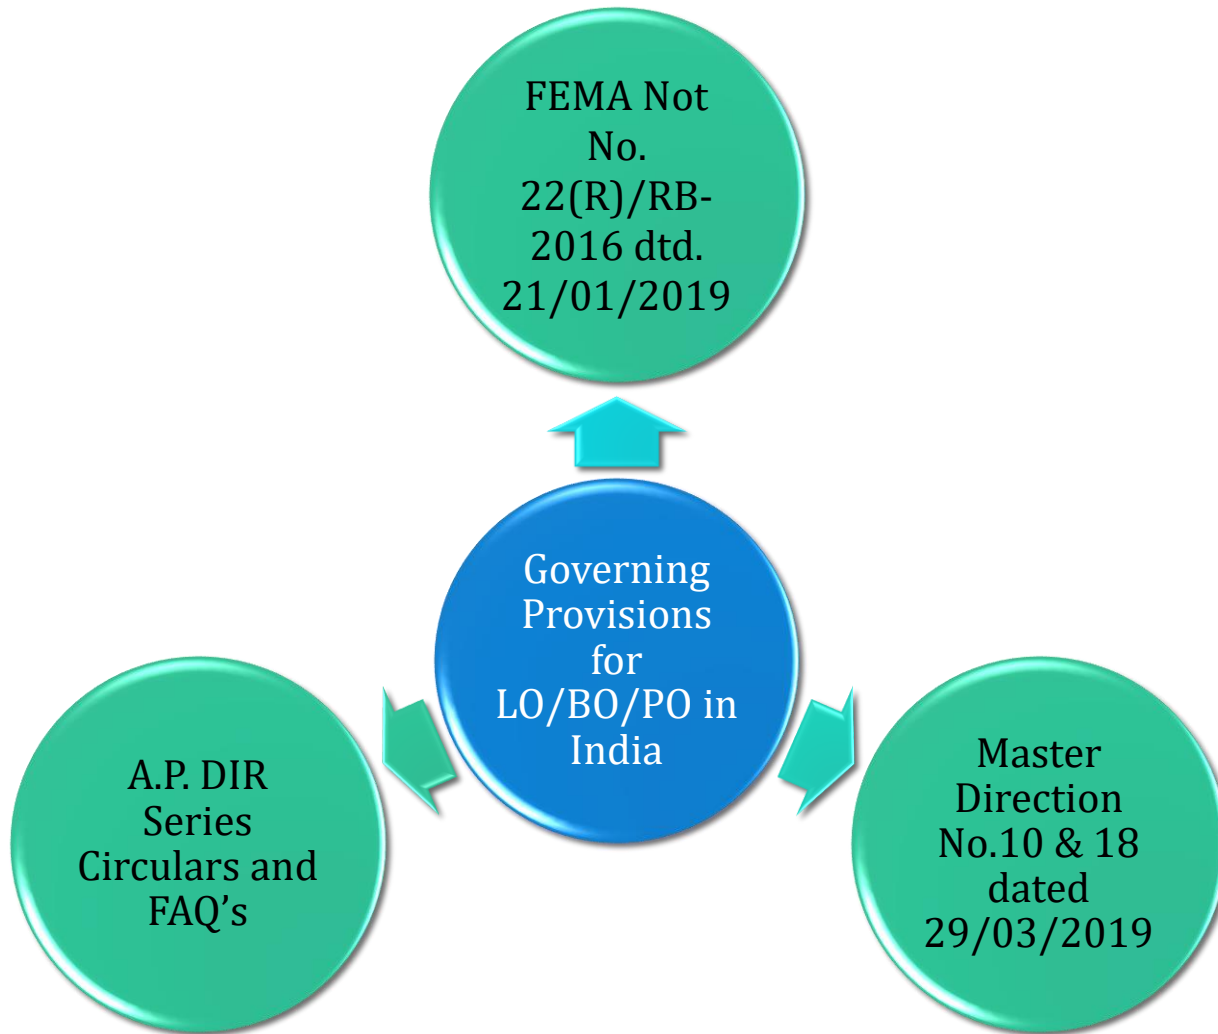 FEMA Not
No.
22(R)/RB-
2016 dtd.
21/01/2019
Governing
Provisions
for
LO/BO/PO in
India
A.P. DIR
Series
Circulars and
FAQ’s
Master
Direction
No.10 & 18
dated
29/03/2019